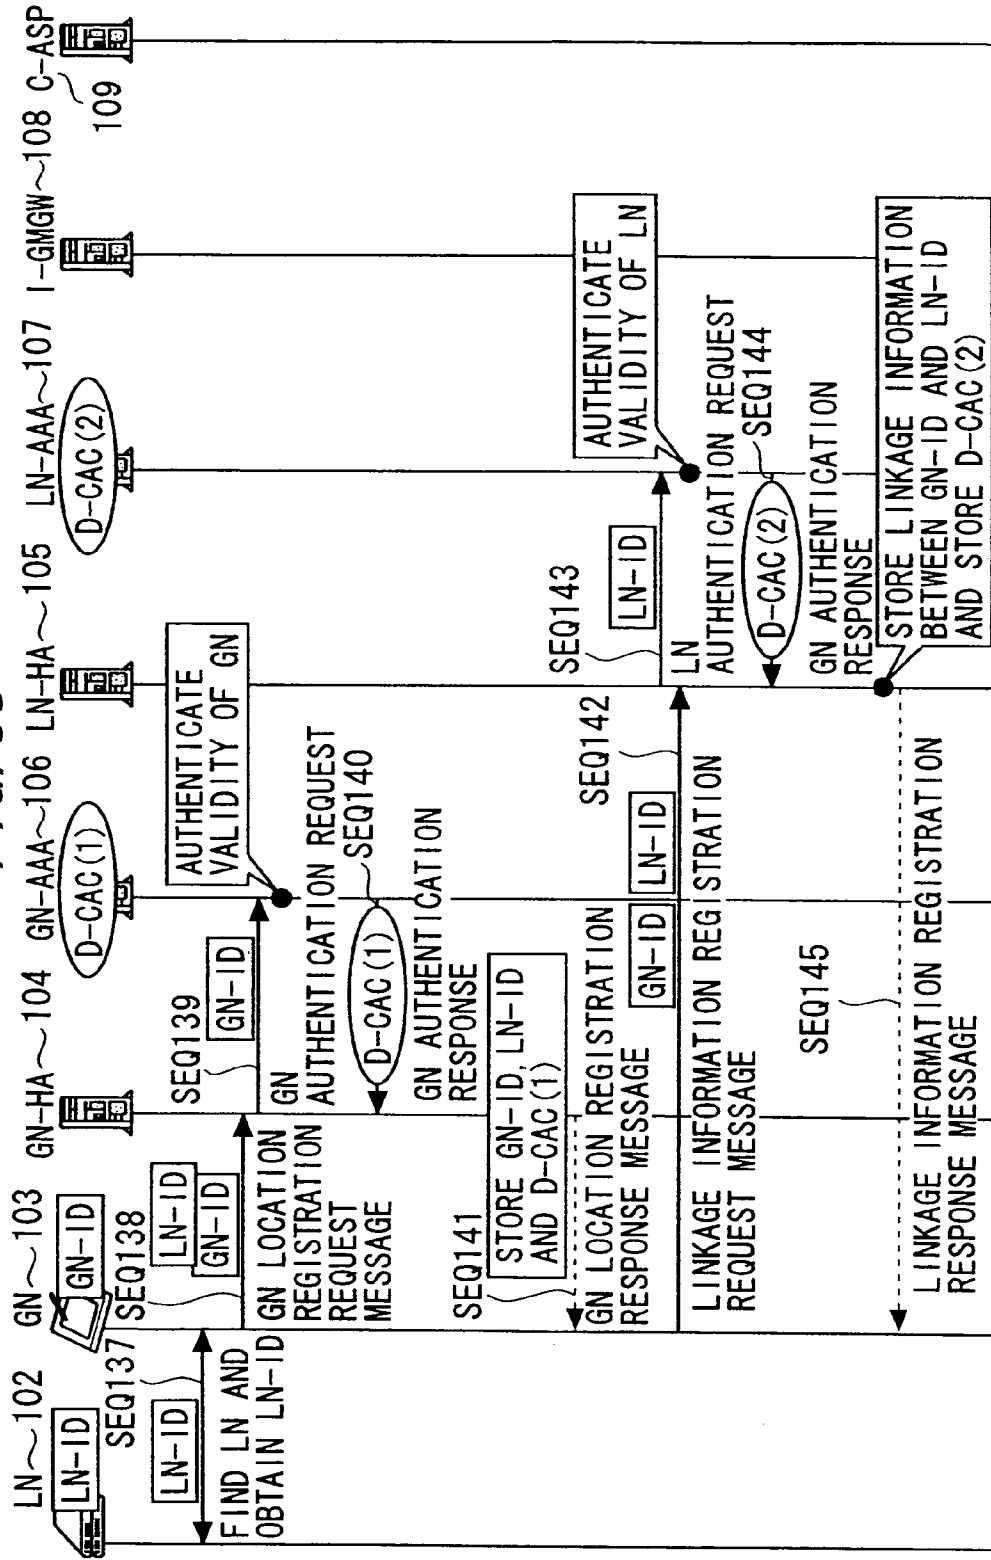 LN~102
LN-ID
GN~103
GN-ID
GN-HA~104
GN-AAA~106
D-CAC(1)
LN-HA~105
LN-AAA~107
D-CAC(2)
I-GMGW~108
C-ASP
109
SEQ137
LN-ID
FIND LN AND
OBTAIN LN-ID
SEQ138
LN-ID
GN-ID
GN LOCATION
REGISTRATION
REQUEST
MESSAGE
SEQ139
GN-ID
GN
AUTHENTICATION REQUEST
AUTHENTICATE
VALIDITY OF GN
SEQ140
D-CAC(1)
GN AUTHENTICATION
RESPONSE
STORE GN-ID, LN-ID
AND D-CAC(1)
SEQ141
GN LOCATION REGISTRATION
RESPONSE MESSAGE
SEQ142
GN-ID
LN-ID
LINKAGE INFORMATION REGISTRATION
REQUEST MESSAGE
SEQ143
LN-ID
LN
AUTHENTICATION REQUEST
AUTHENTICATE
VALIDITY OF LN
SEQ144
D-CAC(2)
GN AUTHENTICATION
RESPONSE
STORE LINKAGE INFORMATION
BETWEEN GN-ID AND LN-ID
AND STORE D-CAC(2)
SEQ145
LINKAGE INFORMATION REGISTRATION
RESPONSE MESSAGE